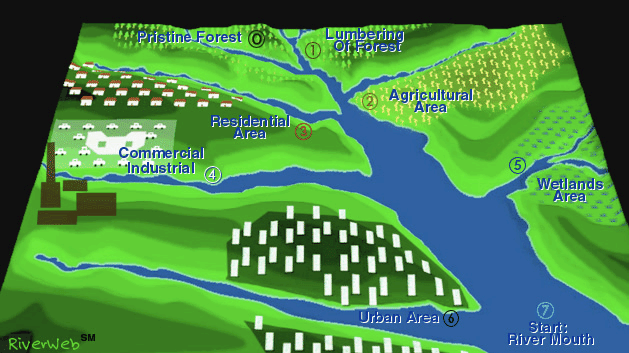 Pristine Forest 0
1 Lumbering
Of Forest
2 Agricultural
Area
Residential
Area 3
Commercial
Industrial 4
5
Wetlands
Area
Urban Area 6
7
Start:
River Mouth
RiverWeb SM